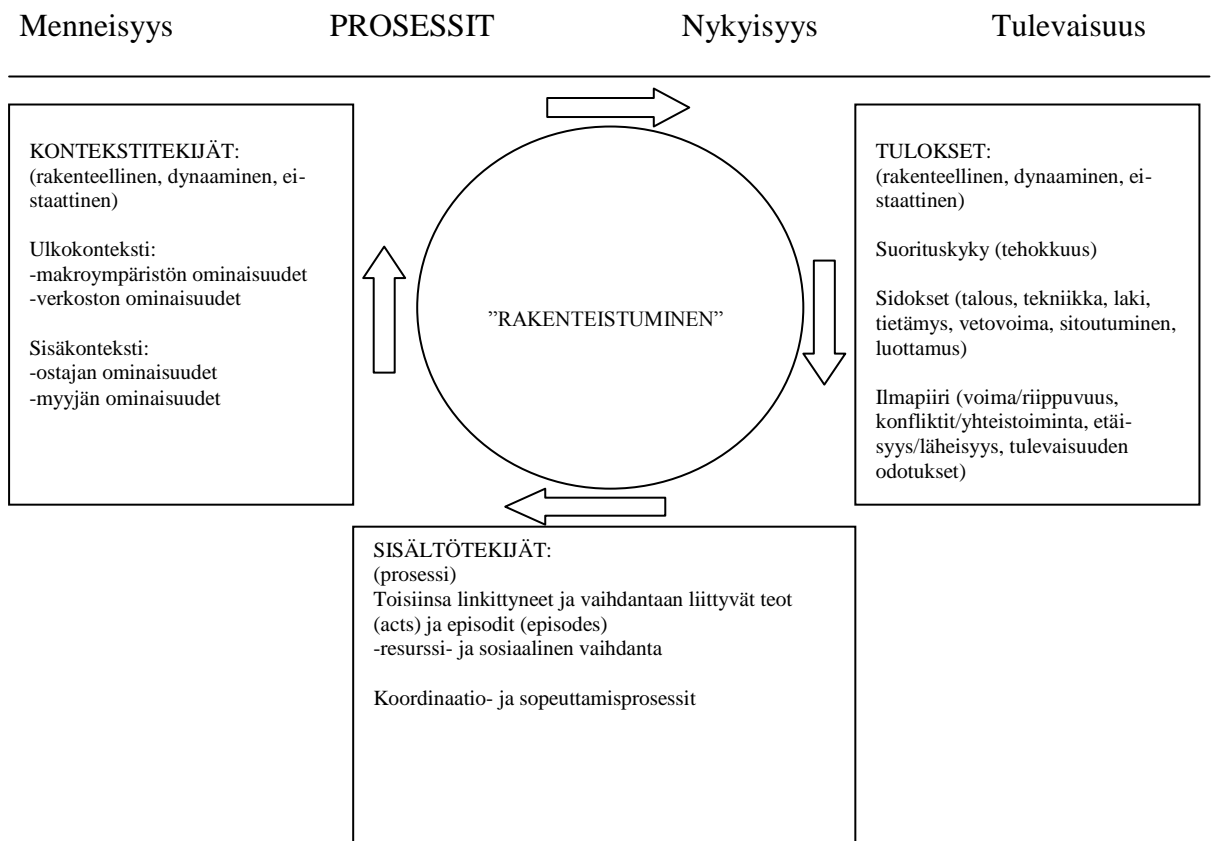 Menneisyys PROSESSIT Nykyisyys Tulevaisuus
KONTEKSTITEKIJÄT:
(rakenteellinen, dynaaminen, ei-
staattinen)
Ulkokonteksti:
-makroympäristön ominaisuudet
-verkoston ominaisuudet
Sisäkonteksti:
-ostajan ominaisuudet
-myyjän ominaisuudet
”RAKENTEISTUMINEN”
TULOKSET:
(rakenteellinen, dynaaminen, ei-
staattinen)
Suorituskyky (tehokkuus)
Sidokset (talous, tekniikka, laki,
tietämys, vetovoima, sitoutuminen,
luottamus)
Ilmapiiri (voima/riippuvuus,
konfliktit/yhteistoiminta, etäi-
syys/läheisyys, tulevaisuuden
odotukset)
SISÄLTÖTEKIJÄT:
(prosessi)
Toisiinsa linkittyneet ja vaihdantaan liittyvät teot
(acts) ja episodit (episodes)
-resurssi- ja sosiaalinen vaihdanta
Koordinaatio- ja sopeuttamisprosessit